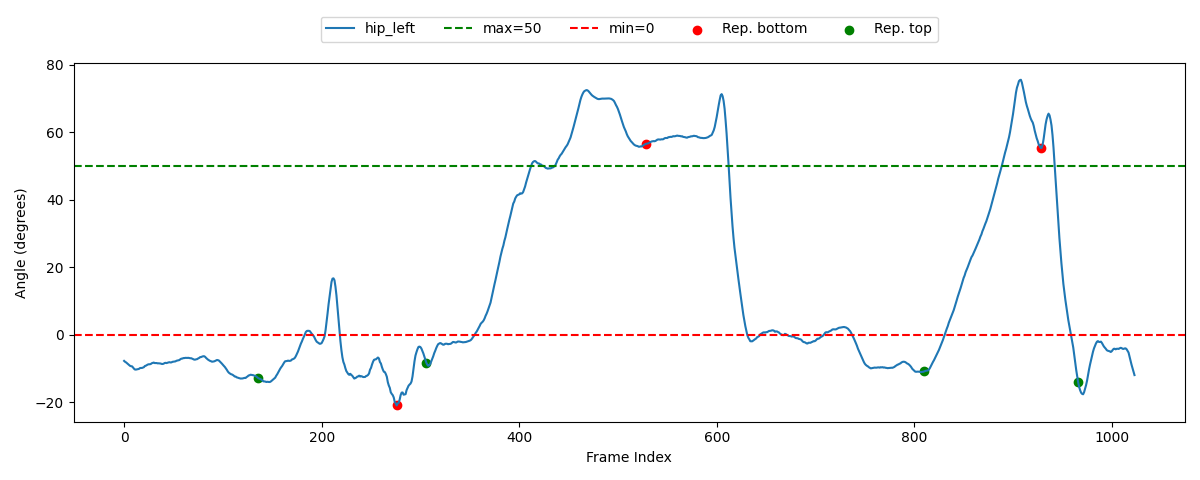 hip_left
max=50
min=0
Rep. bottom
Rep. top
80
60
40
20
0
−20
Angle (degrees)
0
200
400
600
800
1000
Frame Index